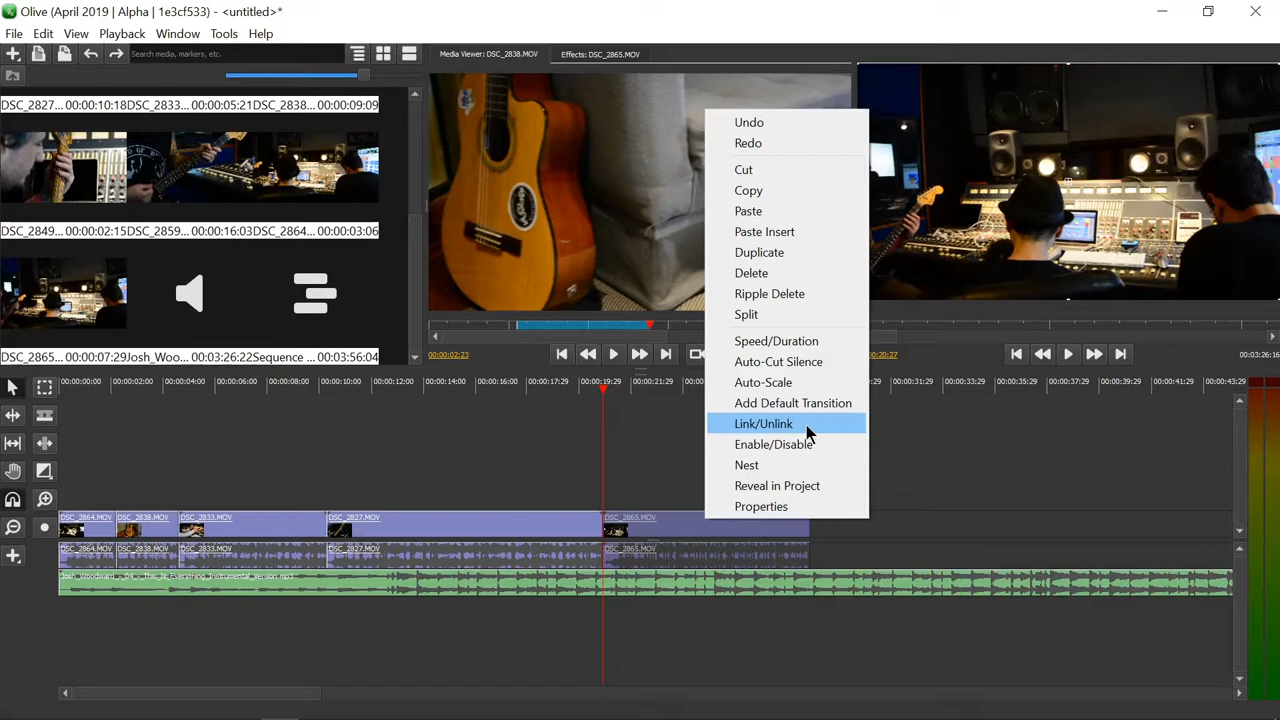 Olive (April 2019 | Alpha | 1e3cf533) - <untitled>*
File Edit View Playback Window Tools Help
Search media, markers, etc.
Media Viewer: DSC_2838.MOV
Effects: DSC_2865.MOV
DSC_2827... 00:00:10:18 DSC_2833... 00:00:05:21 DSC_2838... 00:00:09:09
DSC_2849... 00:00:02:15 DSC_2859... 00:00:16:03 DSC_2864... 00:00:03:06
DSC_2865... 00:00:07:29 Josh_Woo... 00:03:26:22 Sequence ... 00:03:56:04
Undo
Redo
Cut
Copy
Paste
Paste Insert
Duplicate
Delete
Ripple Delete
Split
Speed/Duration
Auto-Cut Silence
Auto-Scale
Add Default Transition
Link/Unlink
Enable/Disable
Nest
Reveal in Project
Properties
00:00:02:23
00:03:26:16
00:00:00:00 00:00:02:00 00:00:04:00 00:00:06:00 00:00:08:00 00:00:10:00 00:00:12:00 00:00:14:00 00:00:16:00 00:00:17:29 00:00:19:29 00:00:21:29 00:00:31:29 00:00:33:29 00:00:35:29 00:00:37:29 00:00:39:29 00:00:41:29 00:00:43:29
DSC_2864.MOV DSC_2838.MOV DSC_2833.MOV DSC_2827.MOV DSC_2865.MOV
DSC_2864.MOV DSC_2838.MOV DSC_2833.MOV DSC_2827.MOV DSC_2865.MOV